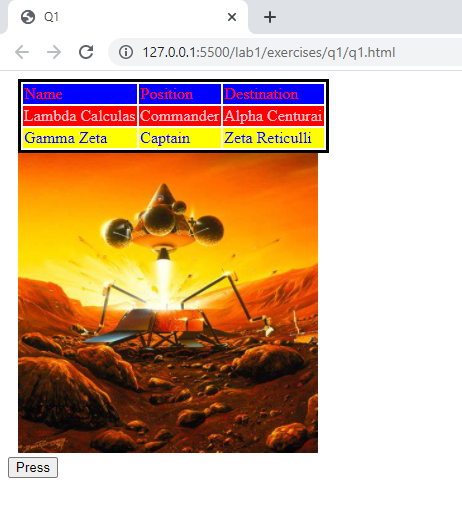 Q1
127.0.0.1:5500/lab1/exercises/q1/q1.html
Name Position Destination
Lambda Calculas Commander Alpha Centurai
Gamma Zeta Captain Zeta Reticulli
Press